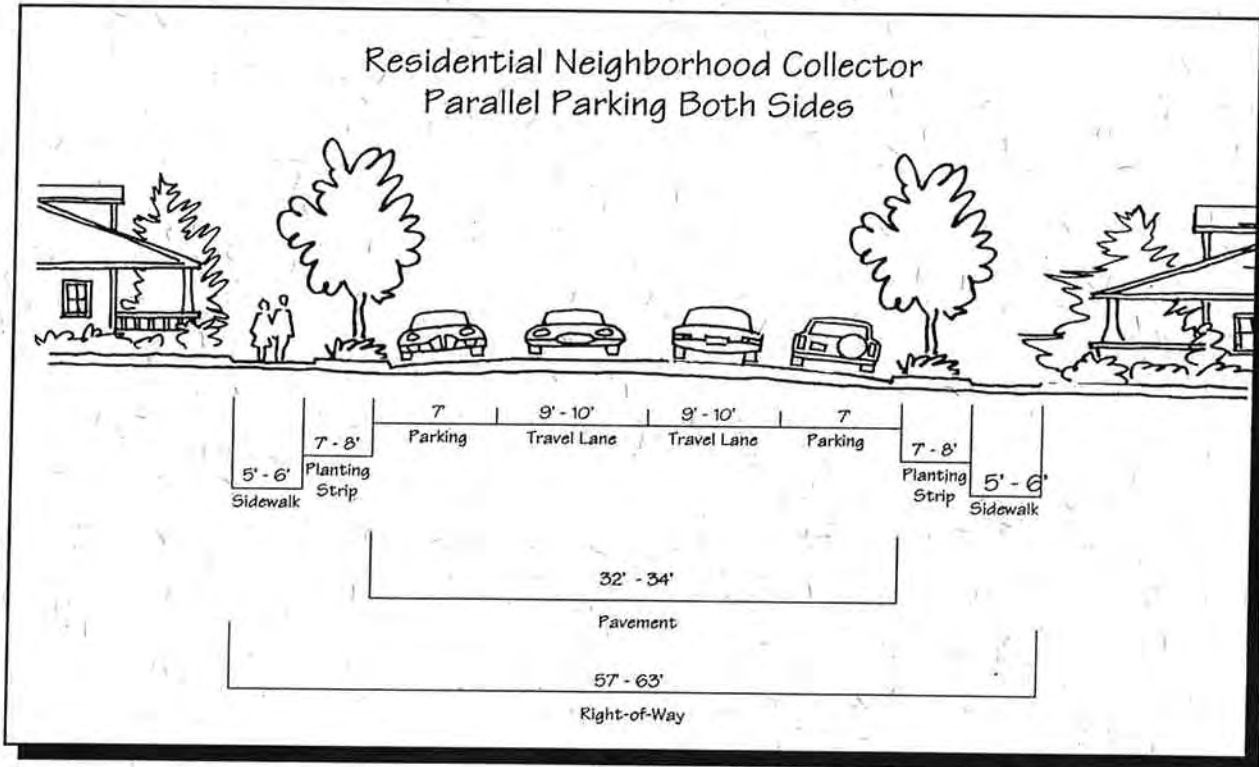 Residential Neighborhood Collector
Parallel Parking Both Sides
7'
Parking
9' - 10'
Travel Lane
9' - 10'
Travel Lane
7'
Parking
7' - 8'
Planting
Strip
7' - 8'
Planting
Strip
5' - 6'
Sidewalk
5' - 6'
Sidewalk
32' - 34'
Pavement
57' - 63'
Right-of-Way